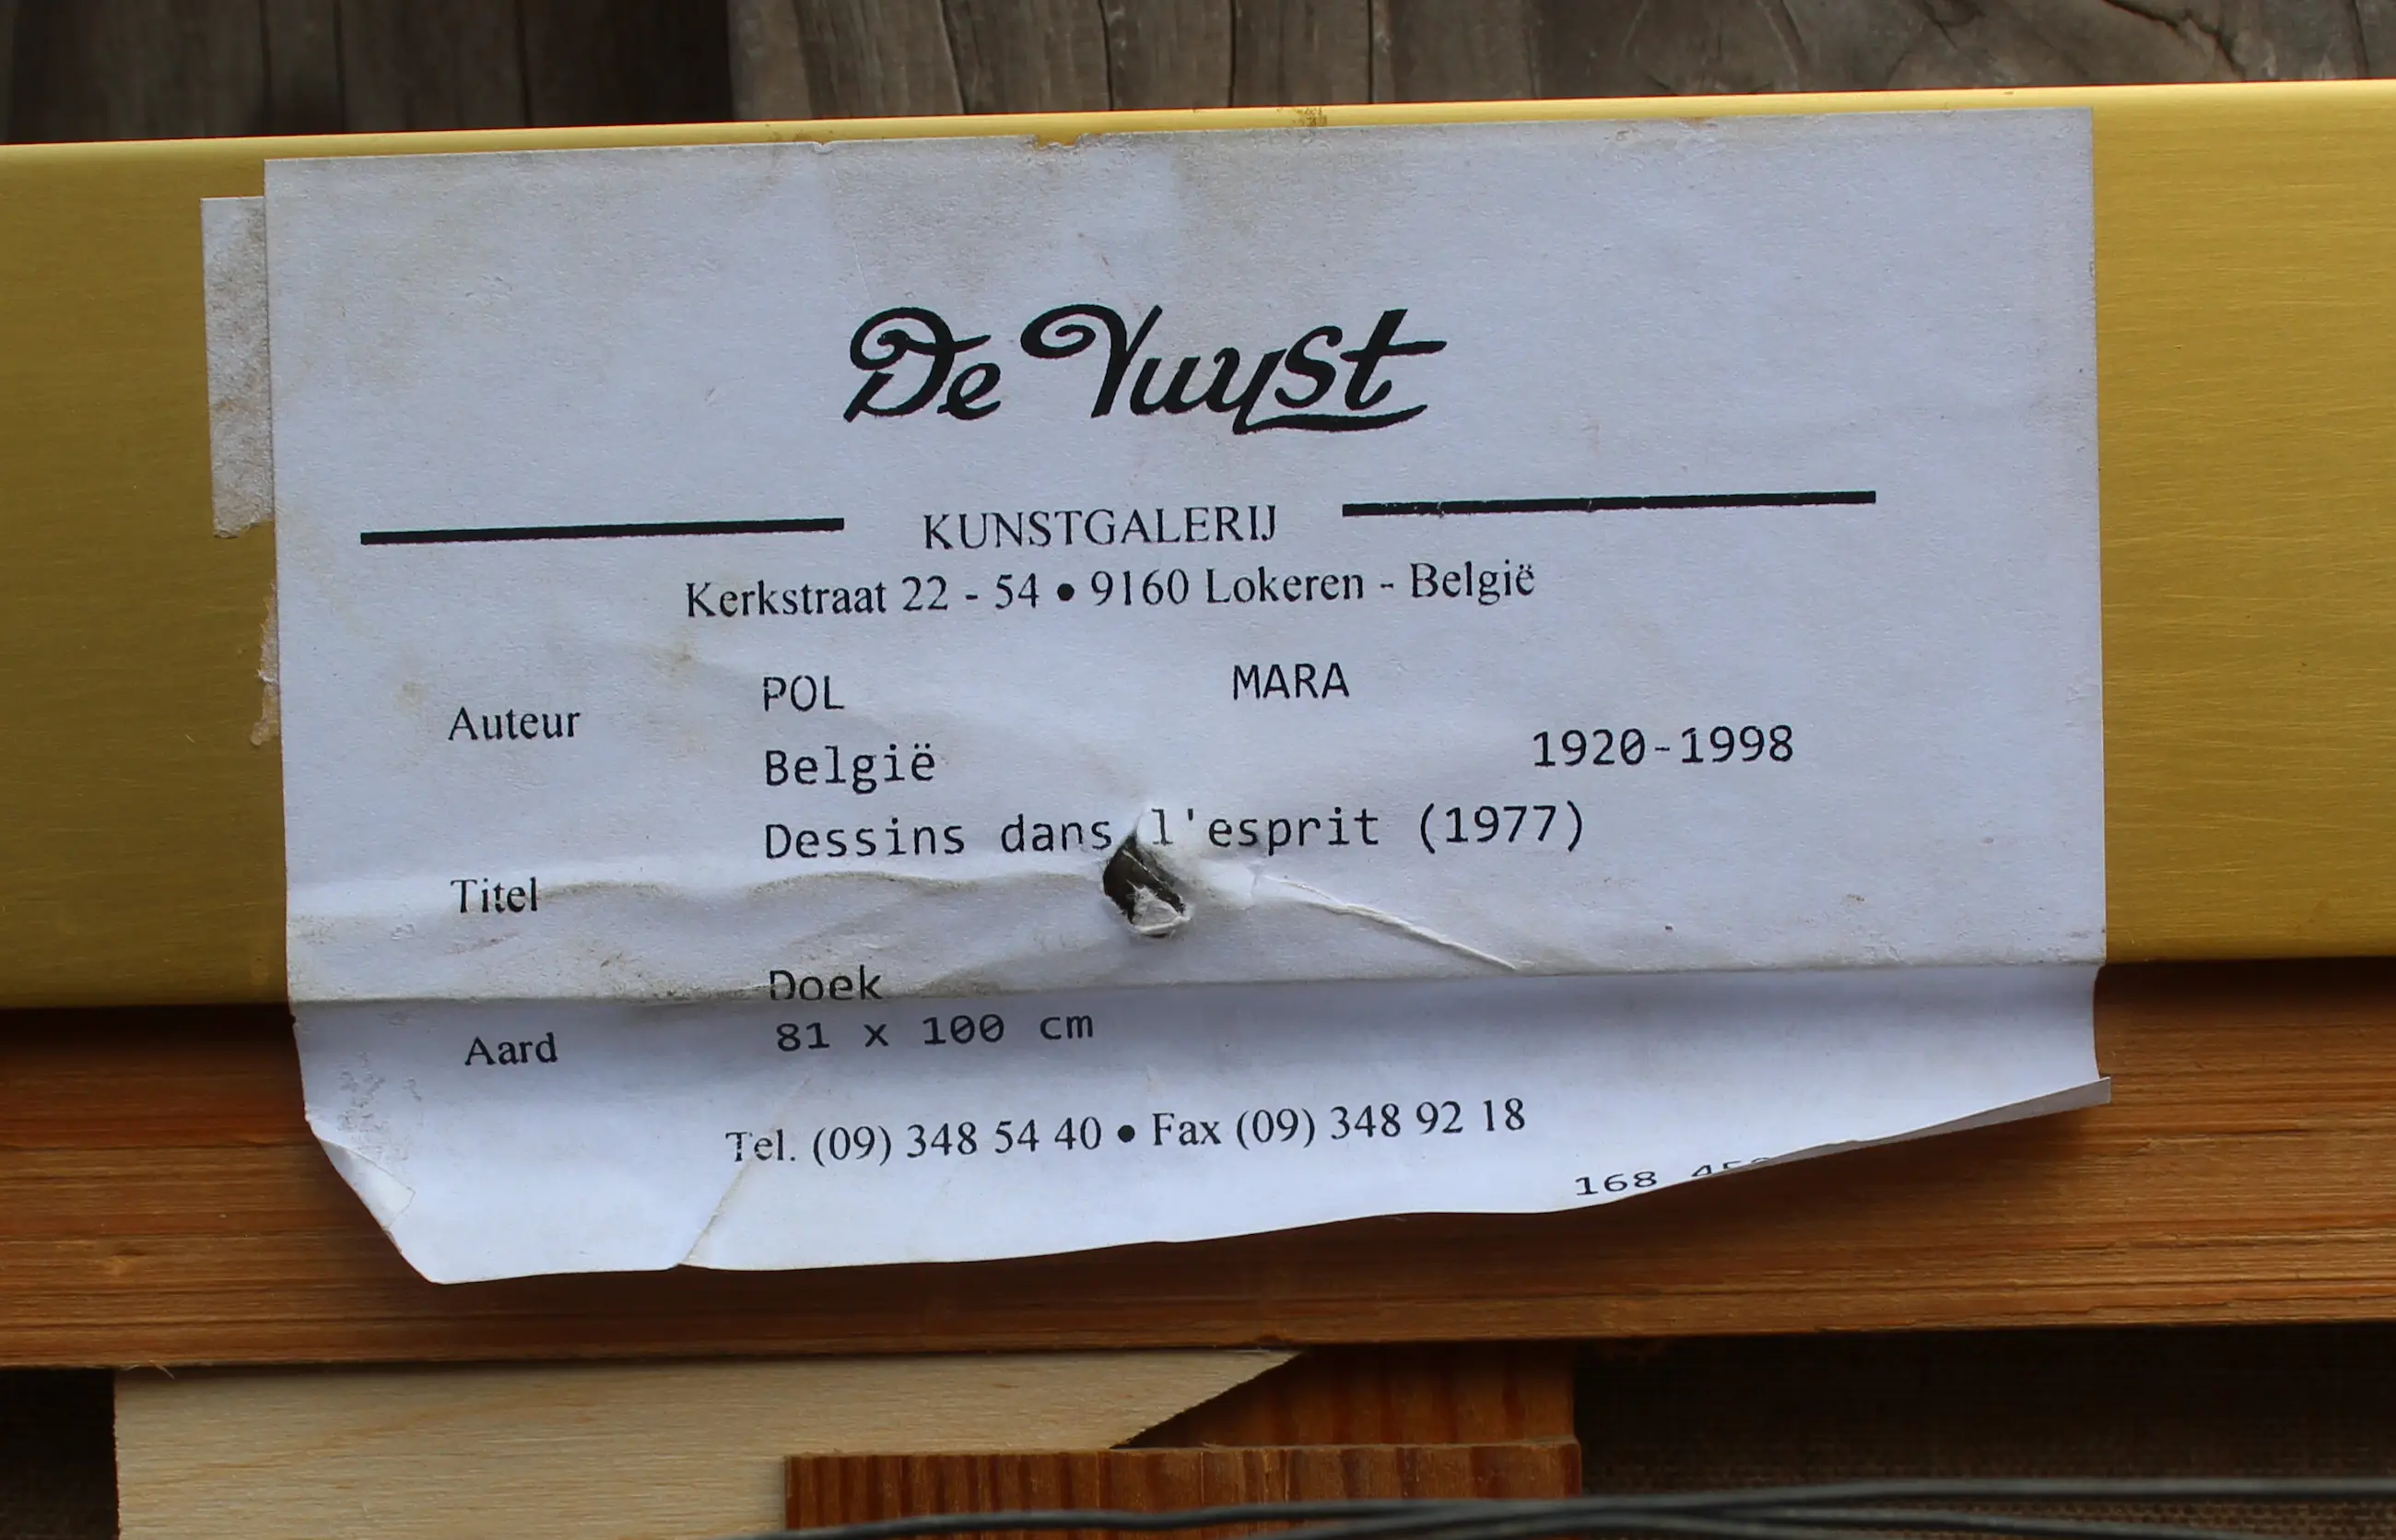 De Vuyst
KUNSTGALERIJ
Kerkstraat 22 - 54 • 9160 Lokeren - België
Auteur POL MARA
België 1920-1998
Dessins dans l'esprit (1977)
Titel
Doek
Aard 81 x 100 cm
Tel. (09) 348 54 40 • Fax (09) 348 92 18
168